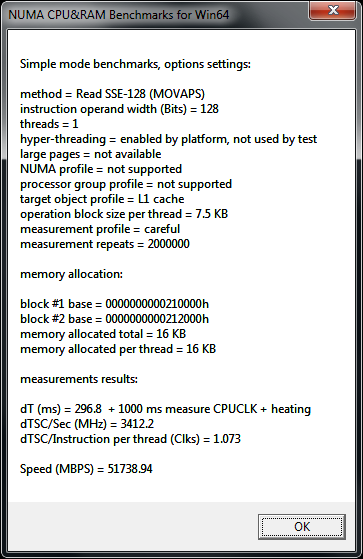 NUMA CPU&RAM Benchmarks for Win64
Simple mode benchmarks, options settings:
method = Read SSE-128 (MOVAPS)
instruction operand width (Bits) = 128
threads = 1
hyper-threading = enabled by platform, not used by test
large pages = not available
NUMA profile = not supported
processor group profile = not supported
target object profile = L1 cache
operation block size per thread = 7.5 KB
measurement profile = careful
measurement repeats = 2000000
memory allocation:
block #1 base = 0000000000210000h
block #2 base = 0000000000212000h
memory allocated total = 16 KB
memory allocated per thread = 16 KB
measurements results:
dT (ms) = 296.8  + 1000 ms measure CPUCLK + heating
dTSC/Sec (MHz) = 3412.2
dTSC/Instruction per thread (Clks) = 1.073
Speed (MBPS) = 51738.94
OK